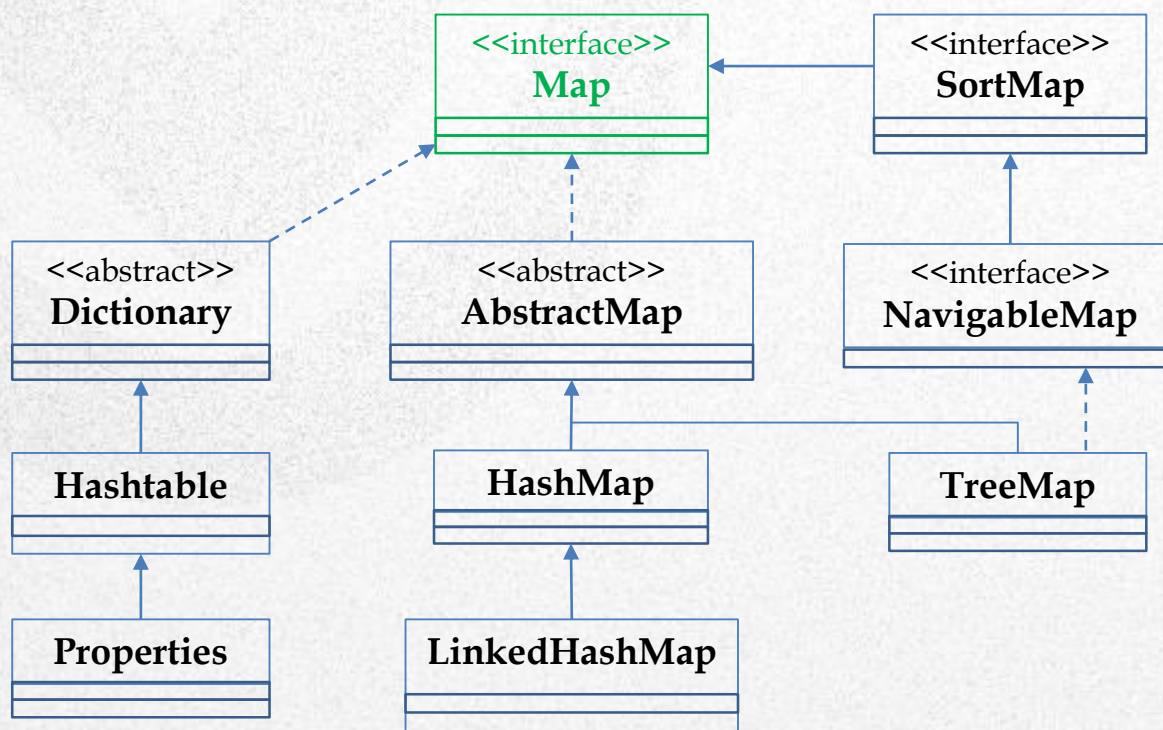 <<interface>>
Map
<<interface>>
SortMap
<<abstract>>
Dictionary
<<abstract>>
AbstractMap
<<interface>>
NavigableMap
Hashtable
HashMap
TreeMap
Properties
LinkedHashMap